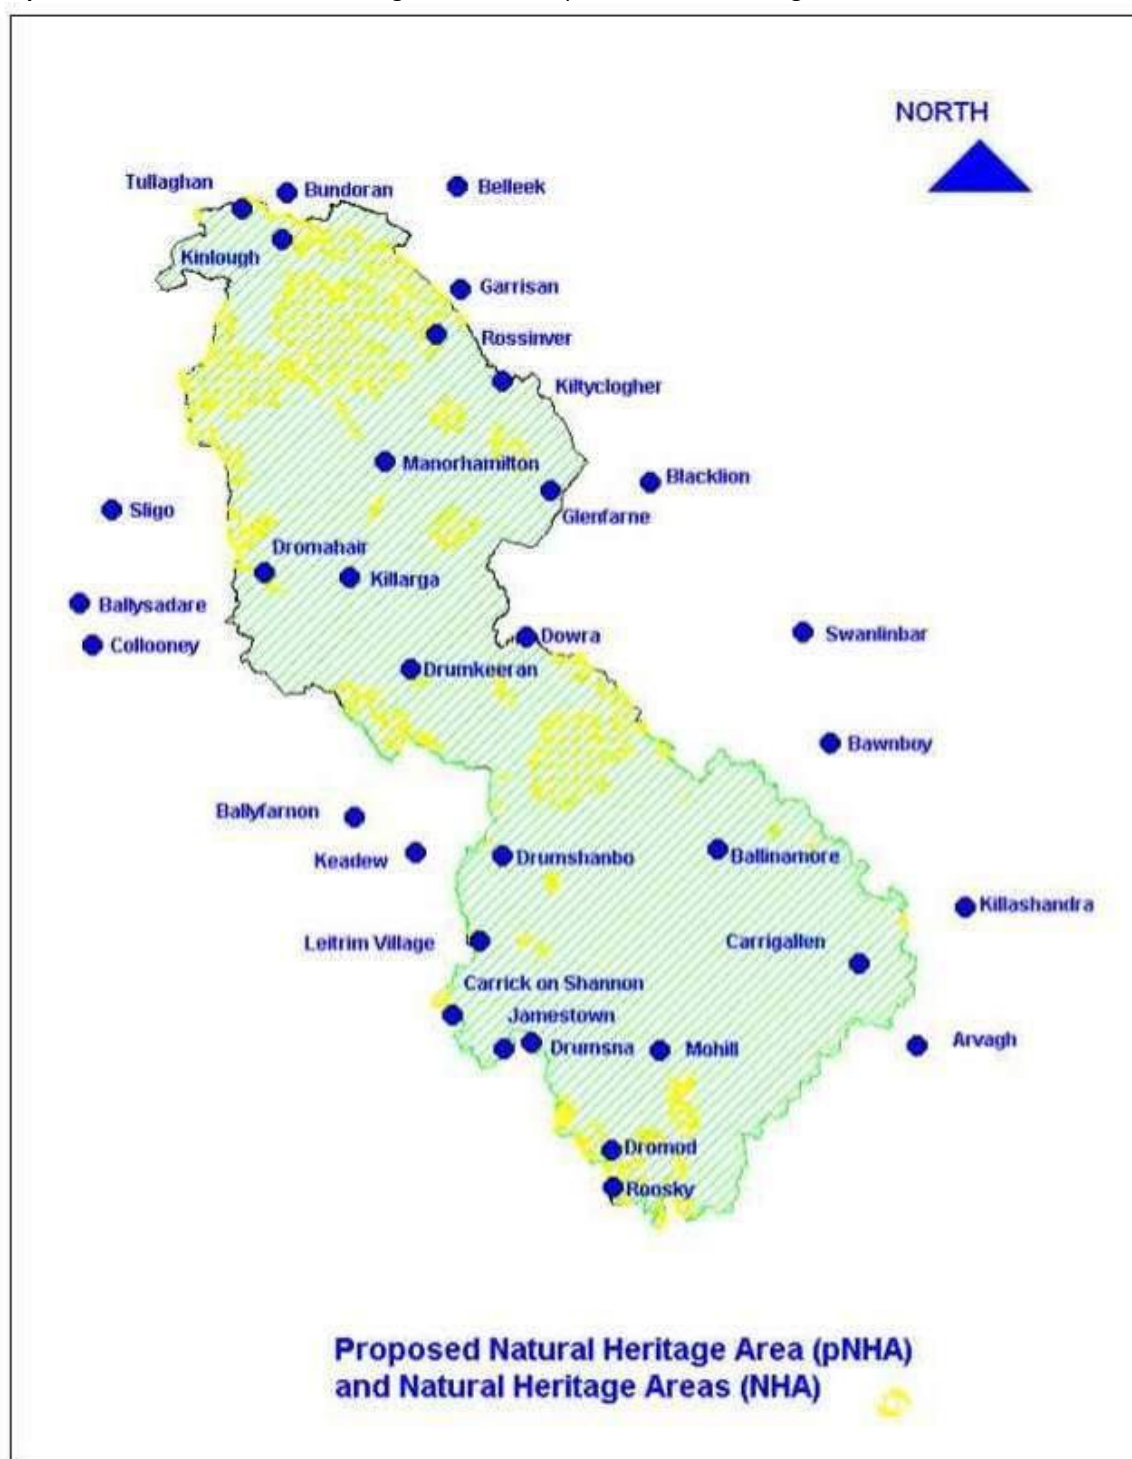 NORTH
Tullaghan
Bundoran
Belleek
Kinlough
Garrisan
Rossinver
Kiltyclogher
Manorhamilton
Blacklion
Sligo
Glenfarne
Dromahair
Killarga
Ballysadare
Dowra
Swanlinbar
Collooney
Drumkeeran
Bawnboy
Ballyfarnon
Keadew
Drumshanbo
Ballinamore
Killashandra
Leitrim Village
Carrigallen
Carrick on Shannon
Jamestown
Drumsna
Mohill
Arvagh
Dromod
Roosky
Proposed Natural Heritage Area (pNHA)
and Natural Heritage Areas (NHA)